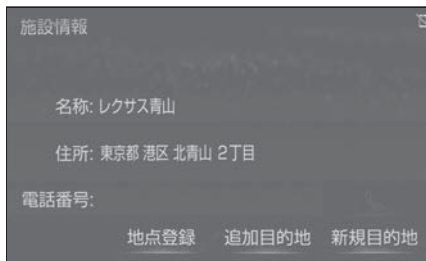 施設情報
名称: レクサス青山
住所: 東京都 港区 北青山 2丁目
電話番号:
地点登録 追加目的地 新規目的地